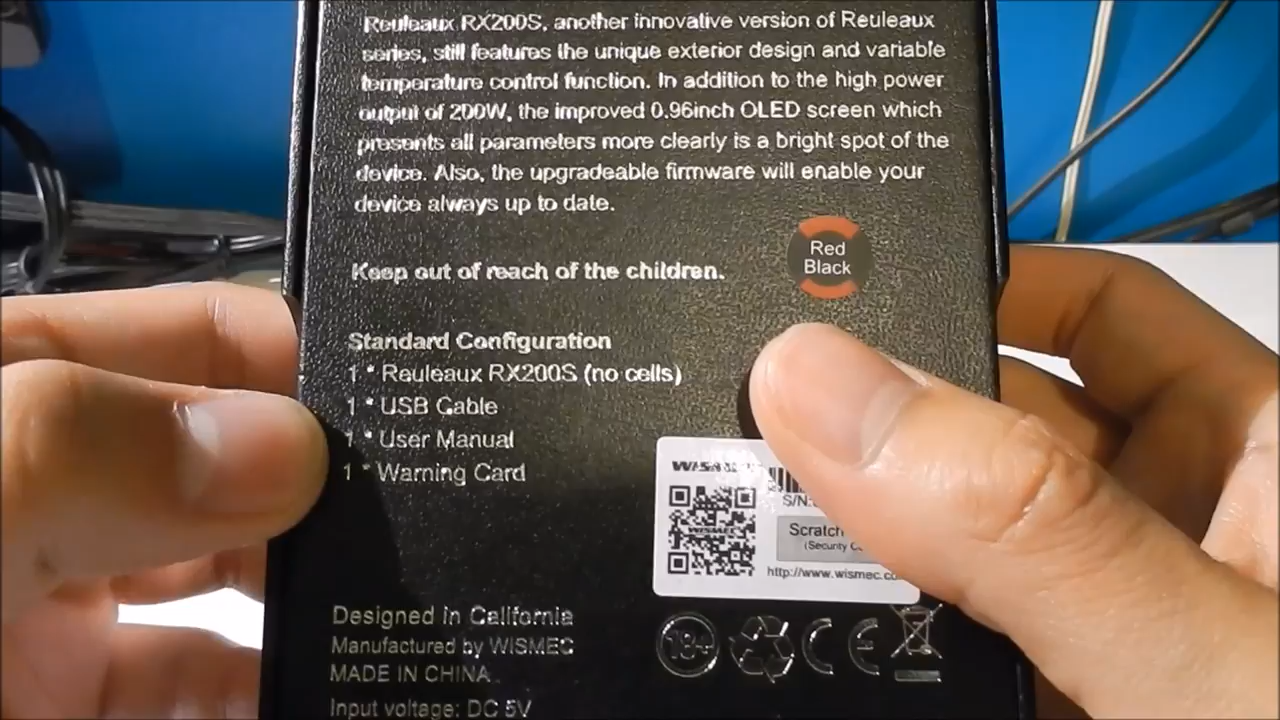 Reuleaux RX200S, another innovative version of Reuleaux
series, still features the unique exterior design and variable
temperature control function. In addition to the high power
output of 200W, the improved 0.96inch OLED screen which
presents all parameters more clearly is a bright spot of the
device. Also, the upgradeable firmware will enable your
device always up to date.
Red
Black
Keep out of reach of the children.
Standard Configuration
1 * Reuleaux RX200S (no cells)
1 * USB Cable
1 * User Manual
1 * Warning Card
WISMEC
WISMEC
S/N:
Scratch
(Security
http://www.wismec.co
Designed in California
Manufactured by WISMEC
MADE IN CHINA
Input voltage: DC 5V
18+
CE